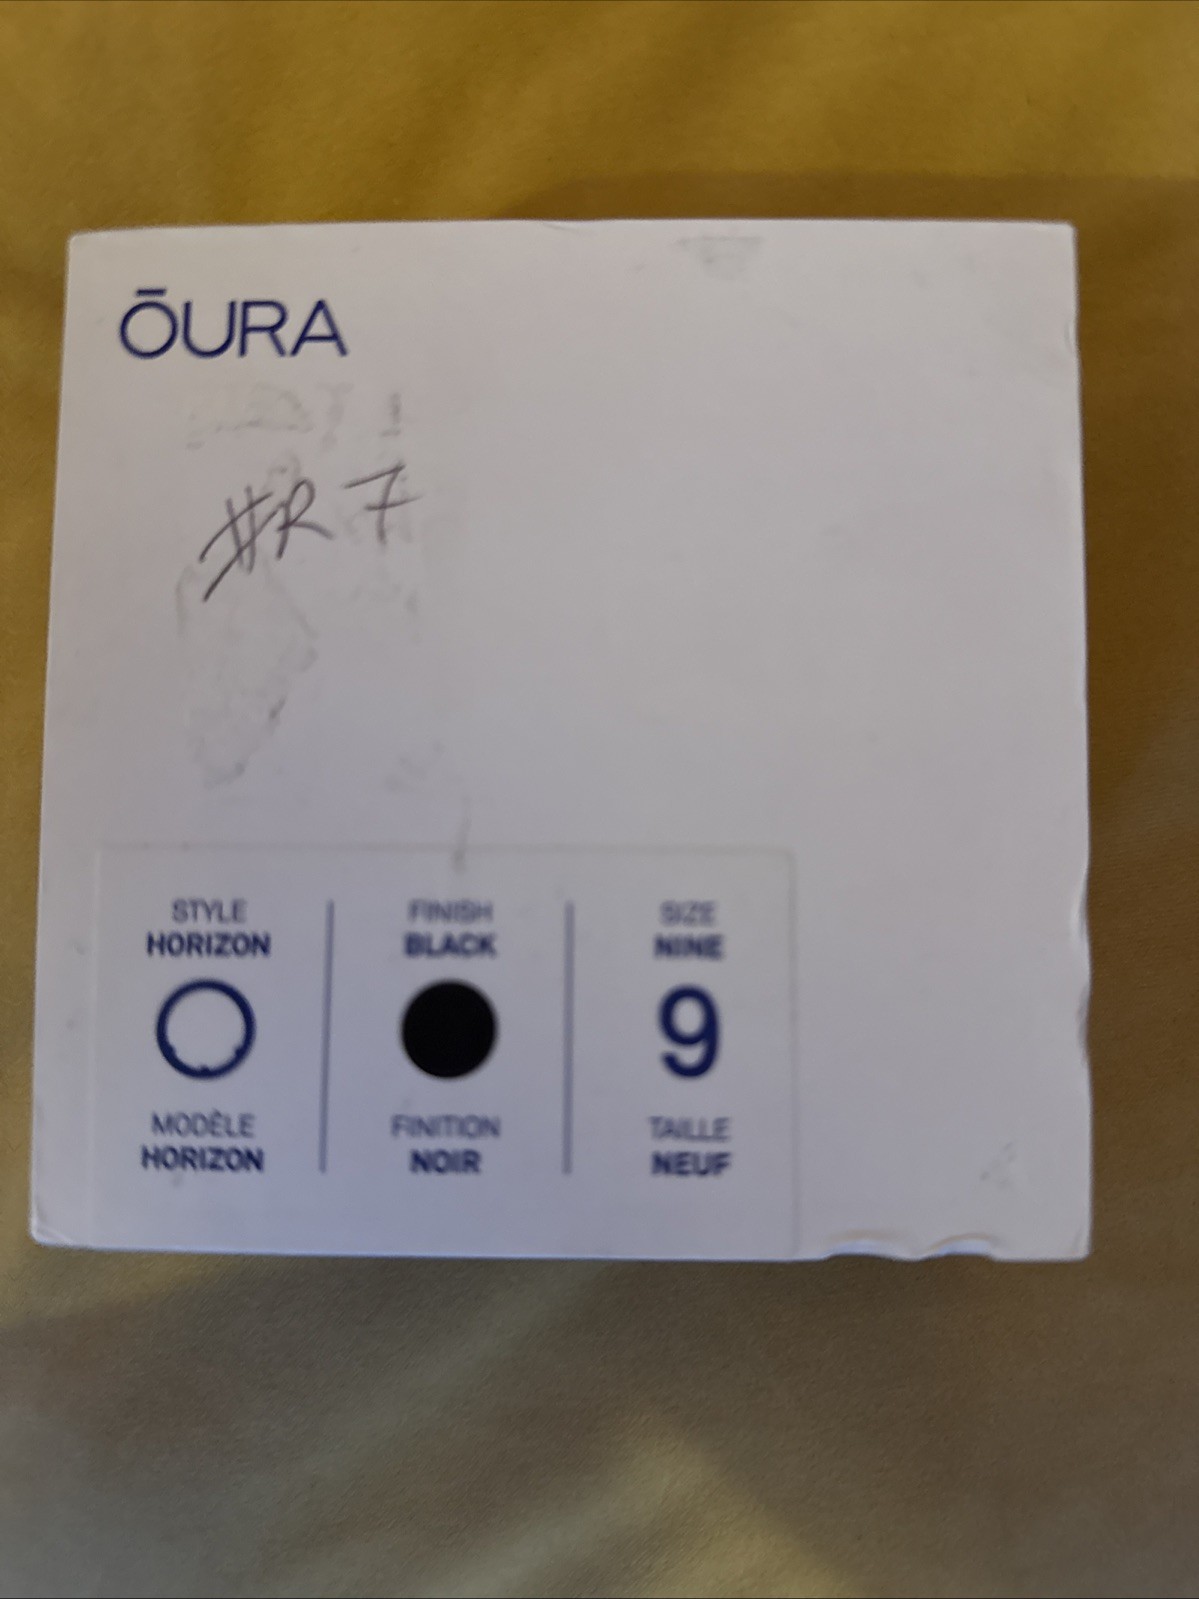 ŌURA
#R 7
STYLE
HORIZON
MODÈLE
HORIZON
FINISH
BLACK
FINITION
NOIR
SIZE
NINE
9
TAILLE
NEUF